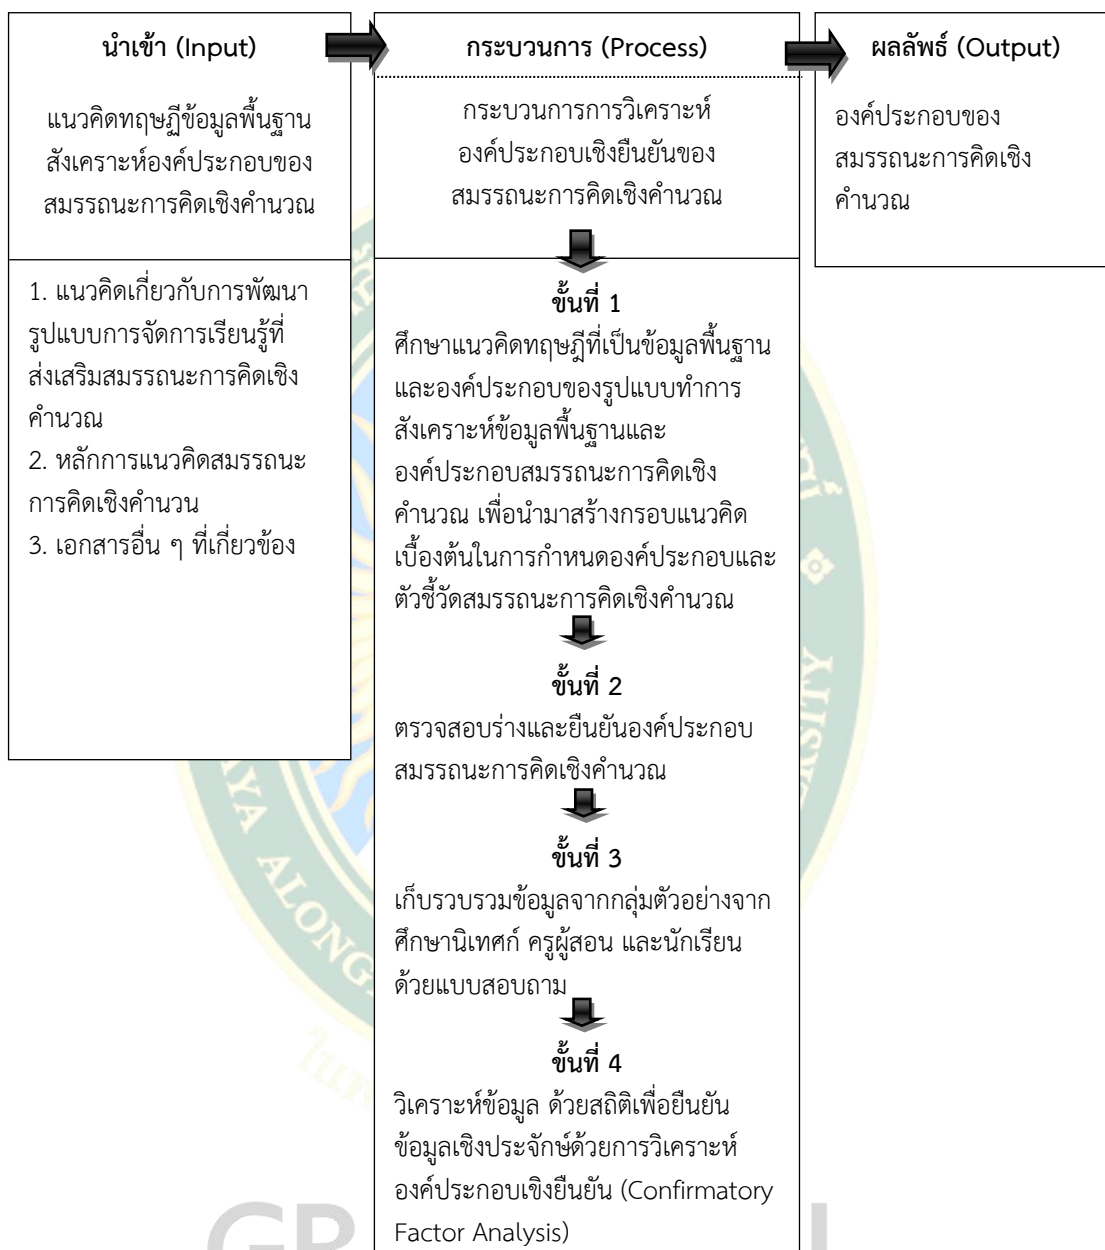 นำเข้า (Input)
แนวคิดทฤษฏีข้อมูลพื้นฐาน
สังเคราะห์องค์ประกอบของ
สมรรถนะการคิดเชิงคำนวณ
1. แนวคิดเกี่ยวกับการพัฒนา
รูปแบบการจัดการเรียนรู้ที่
ส่งเสริมสมรรถนะการคิดเชิง
คำนวณ
2. หลักการแนวคิดสมรรถนะ
การคิดเชิงคำนวน
3. เอกสารอื่น ๆ ที่เกี่ยวข้อง
กระบวนการ (Process)
กระบวนการการวิเคราะห์
องค์ประกอบเชิงยืนยันของ
สมรรถนะการคิดเชิงคำนวณ
ขั้นที่ 1
ศึกษาแนวคิดทฤษฎีที่เป็นข้อมูลพื้นฐาน
และองค์ประกอบของรูปแบบทำการ
สังเคราะห์ข้อมูลพื้นฐานและ
องค์ประกอบสมรรถนะการคิดเชิง
คำนวณ เพื่อนำมาสร้างกรอบแนวคิด
เบื้องต้นในการกำหนดองค์ประกอบและ
ตัวชี้วัดสมรรถนะการคิดเชิงคำนวณ
ขั้นที่ 2
ตรวจสอบร่างและยืนยันองค์ประกอบ
สมรรถนะการคิดเชิงคำนวณ
ขั้นที่ 3
เก็บรวบรวมข้อมูลจากกลุ่มตัวอย่างจาก
ศึกษานิเทศก์ ครูผู้สอน และนักเรียน
ด้วยแบบสอบถาม
ขั้นที่ 4
วิเคราะห์ข้อมูล ด้วยสถิติเพื่อยืนยัน
ข้อมูลเชิงประจักษ์ด้วยการวิเคราะห์
องค์ประกอบเขิงยืนยัน (Confirmatory
Factor Analysis)
ผลลัพธ์ (Output)
องค์ประกอบของ
สมรรถนะการคิดเชิง
คำนวณ